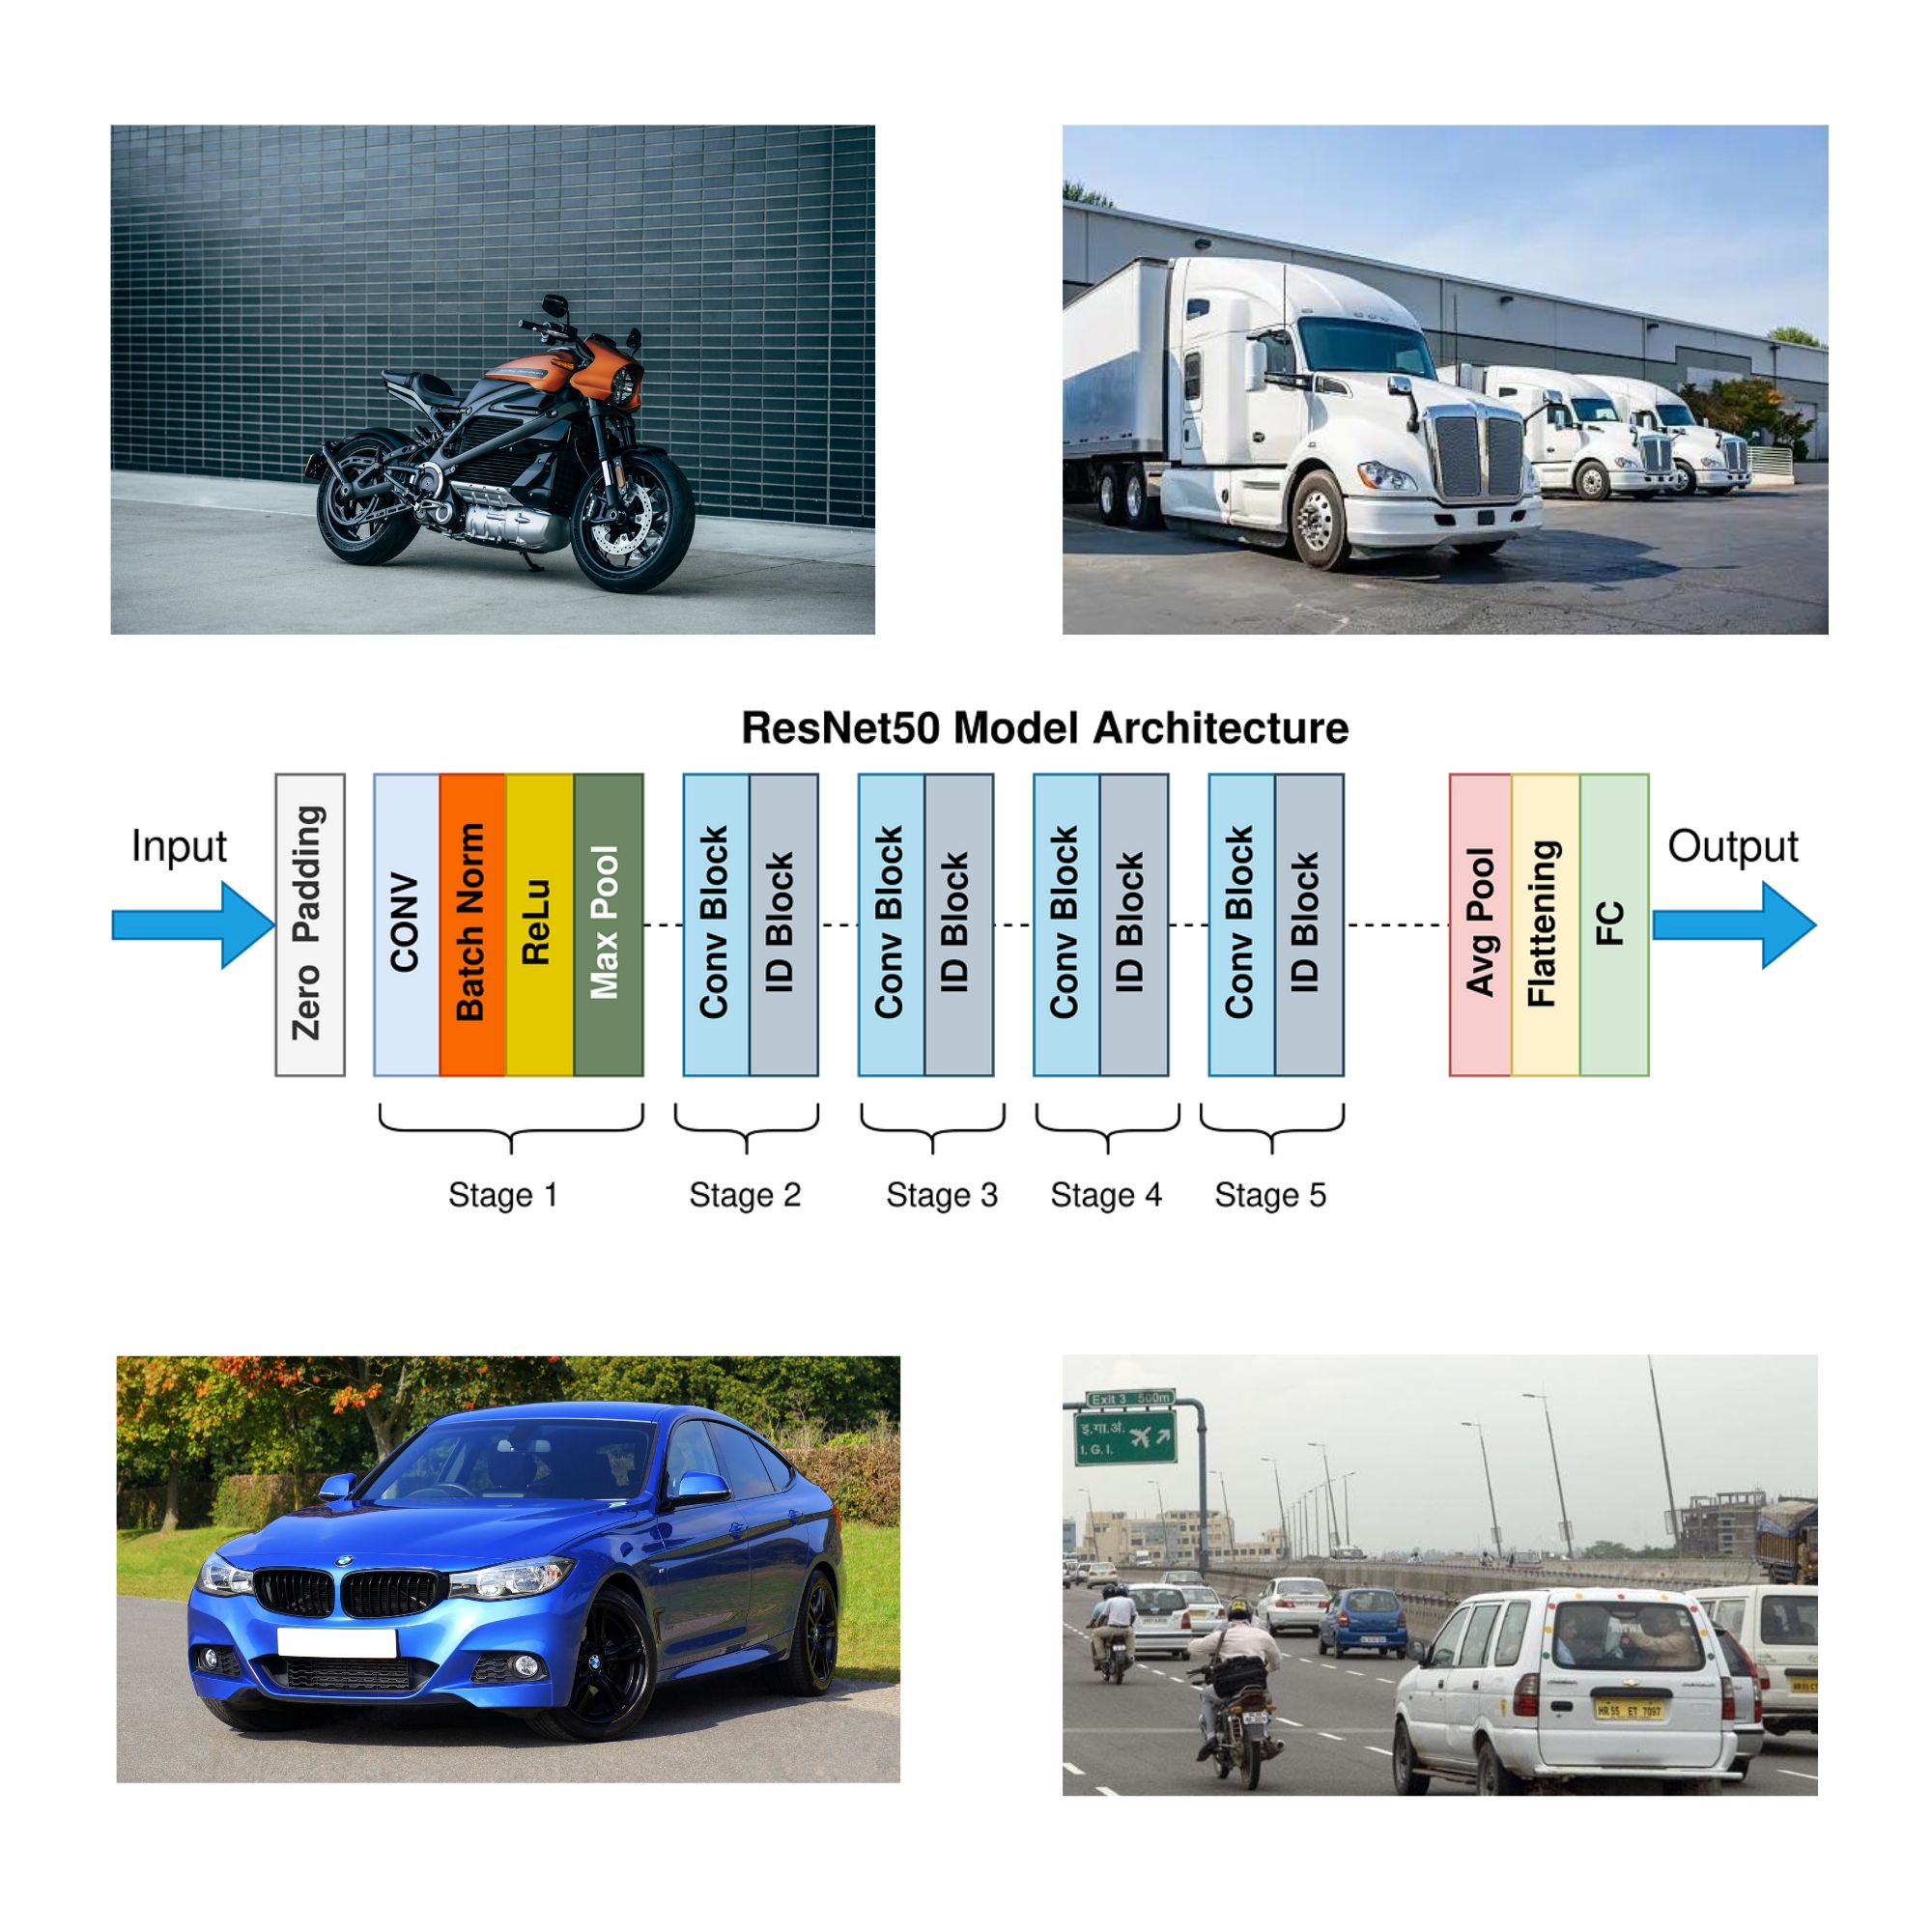 ResNet50 Model Architecture
Input
Zero Padding
CONV
Batch Norm
ReLu
Max Pool
Conv Block
ID Block
Conv Block
ID Block
Conv Block
ID Block
Conv Block
ID Block
Avg Pool
Flattening
FC
Output
Stage 1
Stage 2
Stage 3
Stage 4
Stage 5
Exit 3 500m
इ.गा.अं.
I. G. I.
HR 55 ET 7097